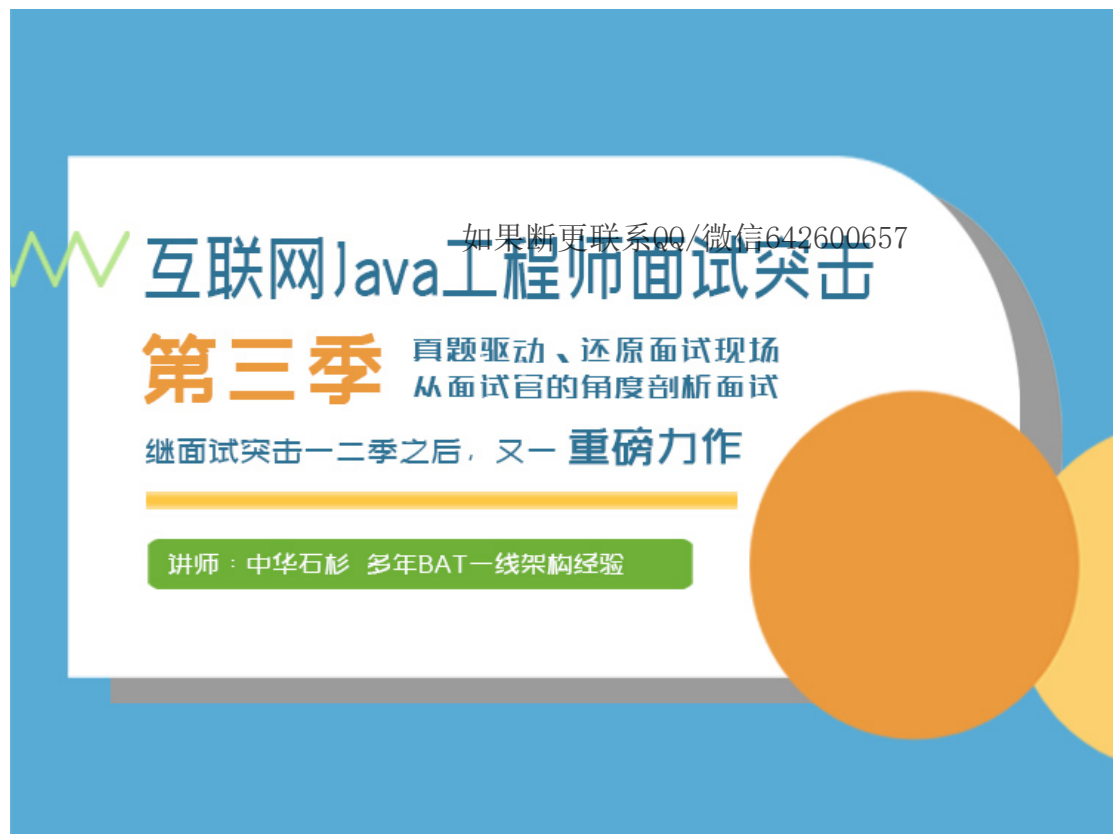 如果断更联系QQ/微信642600657
互联网Java工程师面试突击
第三季
真题驱动、还原面试现场
从面试官的角度剖析面试
继面试突击一二季之后，又一 重磅力作
讲师：中华石杉 多年BAT一线架构经验